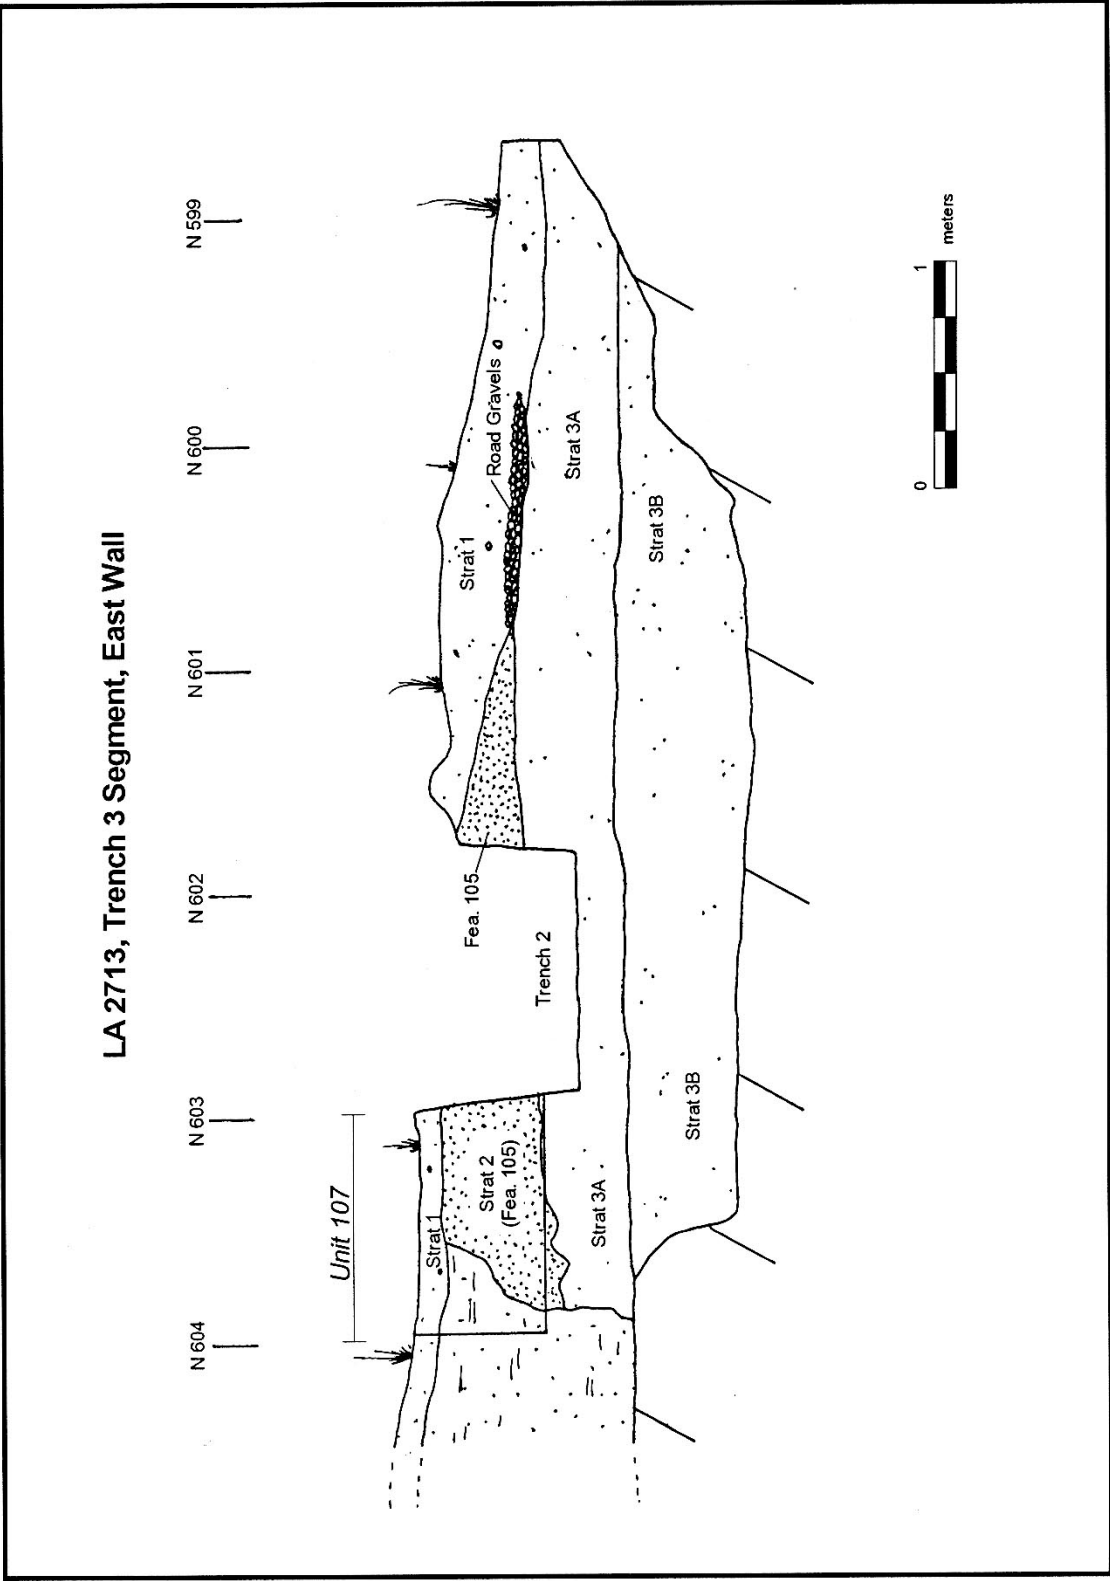 LA 2713, Trench 3 Segment, East Wall
N 604
N 603
N 602
N 601
N 600
N 599
Unit 107
Strat 1
Strat 2
(Fea. 105)
Strat 3A
Strat 3B
Trench 2
Fea. 105
Strat 1
Road Gravels
Strat 3A
Strat 3B
0
1
meters